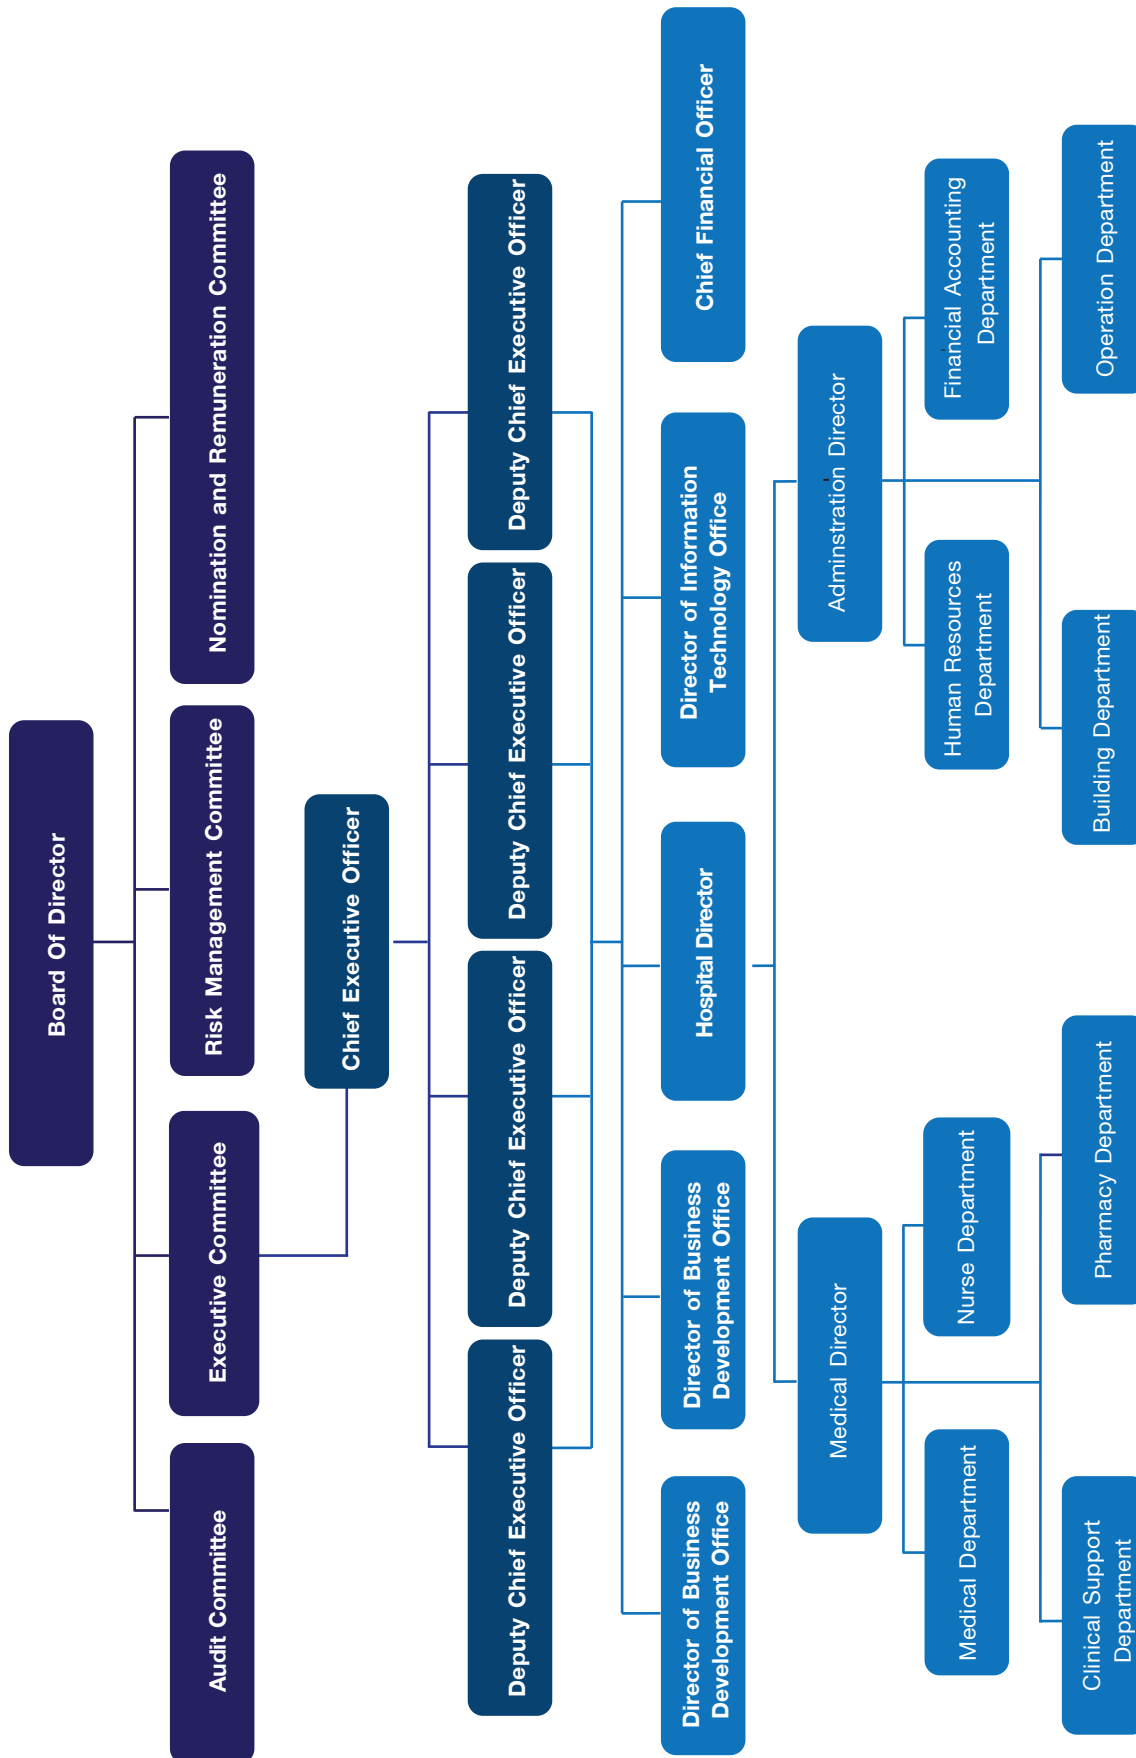 Board Of Director
Audit Committee
Executive Committee
Risk Management Committee
Nomination and Remuneration Committee
Chief Executive Officer
Deputy Chief Executive Officer
Deputy Chief Executive Officer
Deputy Chief Executive Officer
Deputy Chief Executive Officer
Director of Business
Development Office
Director of Business
Development Office
Hospital Director
Director of Information
Technology Office
Chief Financial Officer
Medical Director
Adminstration Director
Medical Department
Nurse Department
Human Resources
Department
Financial Accounting
Department
Clinical Support
Department
Pharmacy Department
Building Department
Operation Department